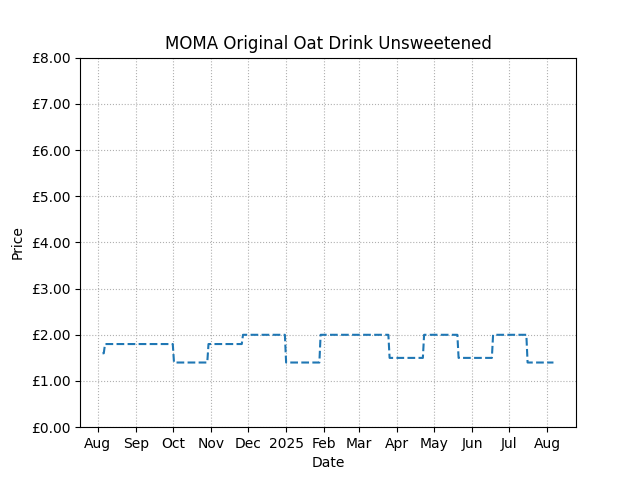 MOMA Original Oat Drink Unsweetened
£8.00
£7.00
£6.00
£5.00
£4.00
£3.00
£2.00
£1.00
£0.00
Price
Aug Sep Oct Nov Dec 2025 Feb Mar Apr May Jun Jul Aug
Date